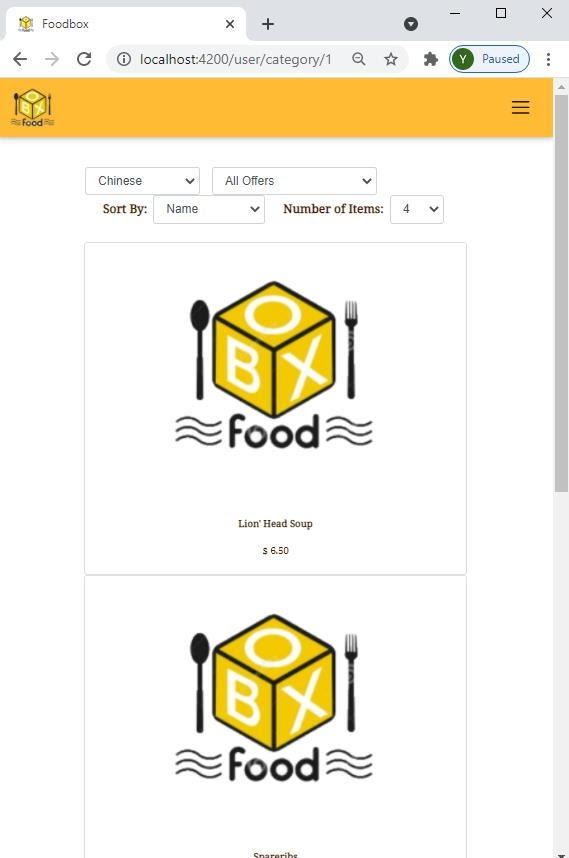 Foodbox
localhost:4200/user/category/1
Y Paused
O
B X
food
Chinese All Offers
Sort By: Name Number of Items: 4
O
B X
food
Lion' Head Soup
$ 6.50
O
B X
food
Spareribs